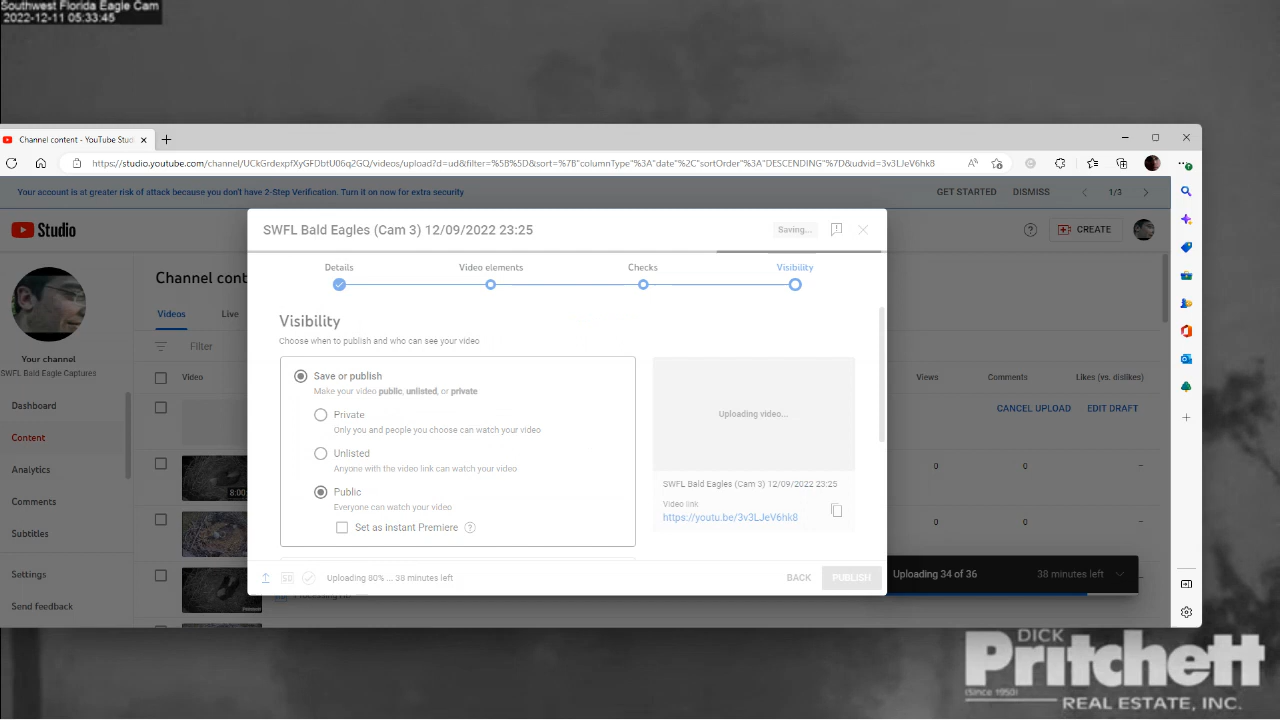 Southwest Florida Eagle Cam
2022-12-11 05:33:45
Channel content - YouTube Stud
https://studio.youtube.com/channel/UCkGrdexpfXyGFDbtU06q2GQ/videos/upload?d=ud&filter=%5B%5D&sort=%7B"columnType"%3A"date"%2C"sortOrder"%3A"DESCENDING"%7D&udvid=3v3LJeV6hk8
Your account is at greater risk of attack because you don't have 2-Step Verification. Turn it on now for extra security
GET STARTED
DISMISS
1/3
Studio
SWFL Bald Eagles (Cam 3) 12/09/2022 23:25
Saving...
CREATE
Details
Video elements
Checks
Visibility
Channel cont
Videos
Live
Filter
Your channel
SWFL Bald Eagle Captures
Video
Views
Comments
Likes (vs. dislikes)
Dashboard
Content
Analytics
Comments
Subtitles
Settings
Send feedback
8:00:
Visibility
Choose when to publish and who can see your video
Save or publish
Make your video public, unlisted, or private
Private
Only you and people you choose can watch your video
Unlisted
Anyone with the video link can watch your video
Public
Everyone can watch your video
Set as instant Premiere
Uploading video...
SWFL Bald Eagles (Cam 3) 12/09/2022 23:25
Video link
https://youtu.be/3v3LJeV6hk8
CANCEL UPLOAD
EDIT DRAFT
0
0
–
0
0
–
–
Uploading 80% ... 38 minutes left
BACK
PUBLISH
Uploading 34 of 36
38 minutes left
DICK
Pritchett
(Since 1950)
REAL ESTATE, INC.